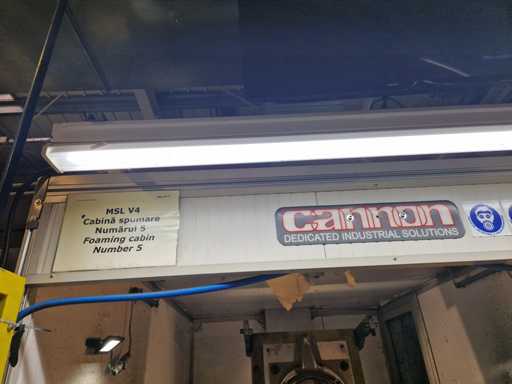 MSL V4
Cabină spumare
Numărul 5
Foaming cabin
Number 5
cannon
DEDICATED INDUSTRIAL SOLUTIONS